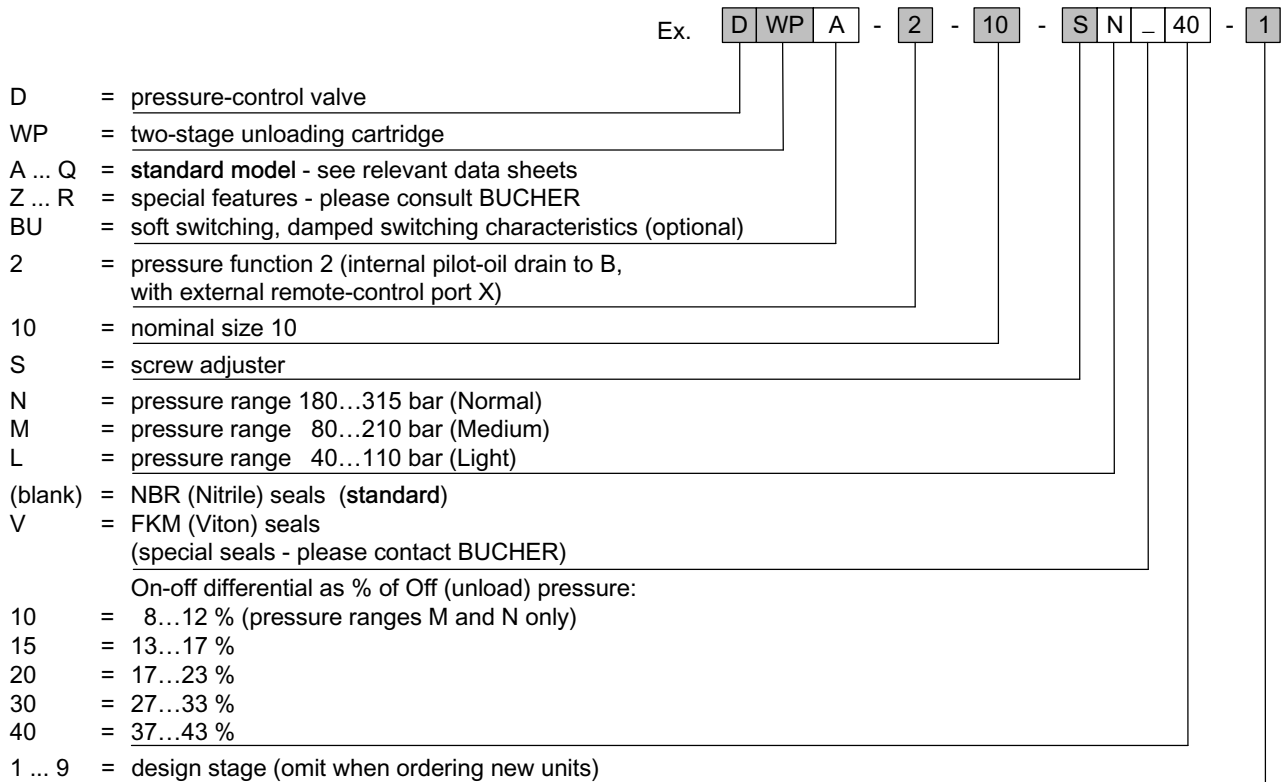 Ex. D WP A - 2 - 10 - S N _ 40 - 1
D = pressure-control valve
WP = two-stage unloading cartridge
A ... Q = standard model - see relevant data sheets
Z ... R = special features - please consult BUCHER
BU = soft switching, damped switching characteristics (optional)
2 = pressure function 2 (internal pilot-oil drain to B,
with external remote-control port X)
10 = nominal size 10
S = screw adjuster
N = pressure range 180…315 bar (Normal)
M = pressure range 80…210 bar (Medium)
L = pressure range 40…110 bar (Light)
(blank) = NBR (Nitrile) seals (standard)
V = FKM (Viton) seals
(special seals - please contact BUCHER)
On-off differential as % of Off (unload) pressure:
10 = 8…12 % (pressure ranges M and N only)
15 = 13…17 %
20 = 17…23 %
30 = 27…33 %
40 = 37…43 %
1 ... 9 = design stage (omit when ordering new units)